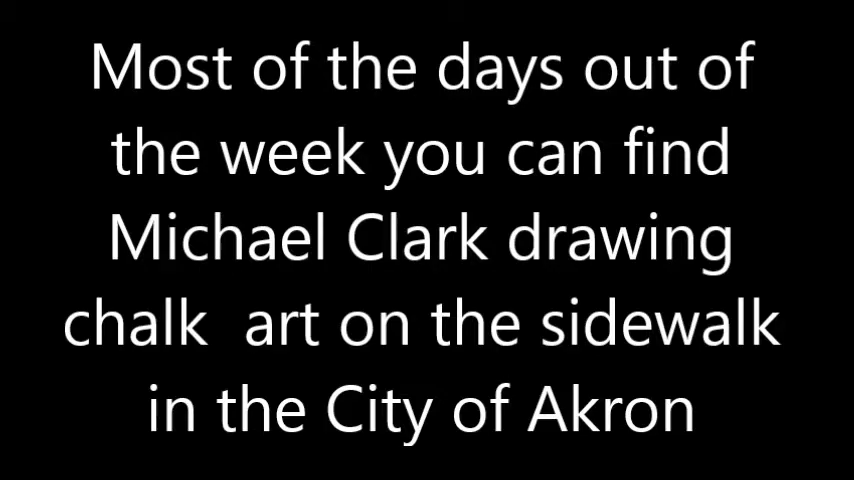 Most of the days out of
the week you can find
Michael Clark drawing
chalk  art on the sidewalk
in the City of Akron